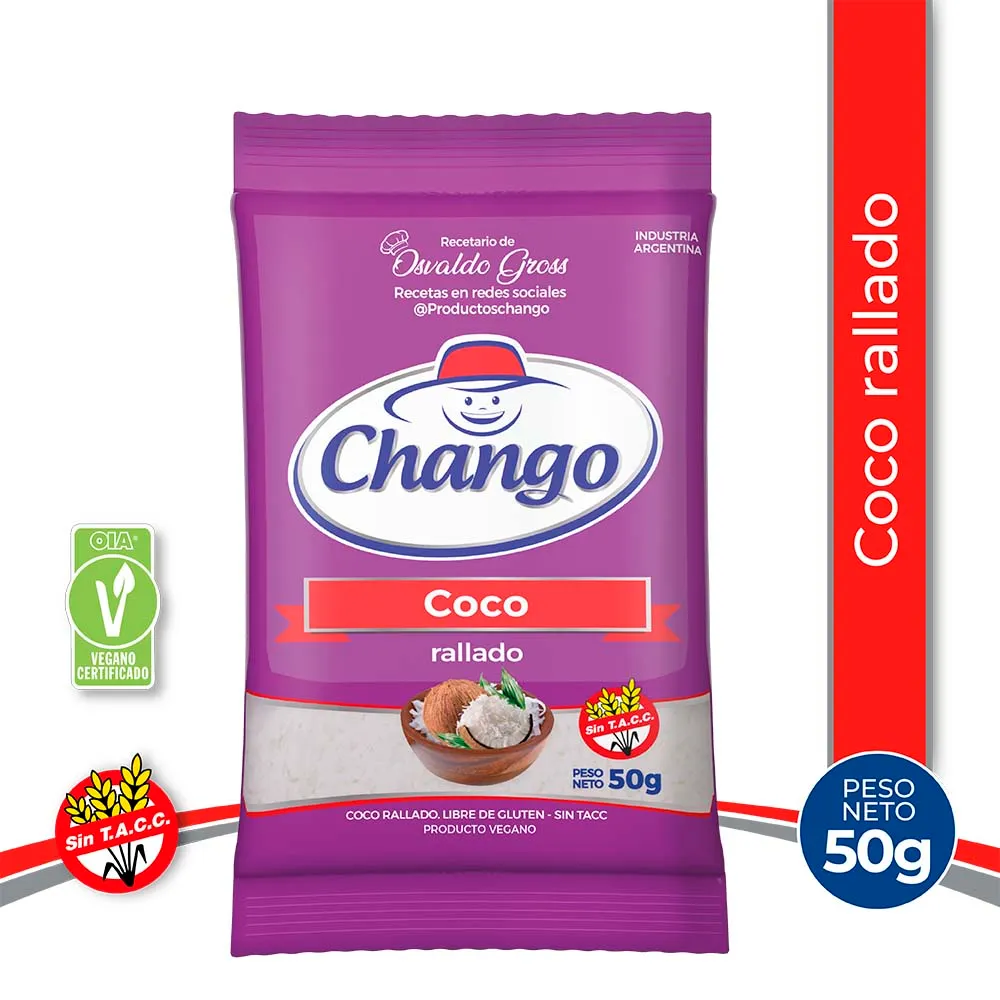 Recetario de
Osvaldo Gross
Recetas en redes sociales
@Productoschango
INDUSTRIA
ARGENTINA
Chango
Coco
rallado
Sin T.A.C.C.
PESO
NETO 50g
COCO RALLADO. LIBRE DE GLUTEN - SIN TACC
PRODUCTO VEGANO
OIA®
V
VEGANO
CERTIFICADO
Sin T.A.C.C.
Coco rallado
PESO
NETO
50g